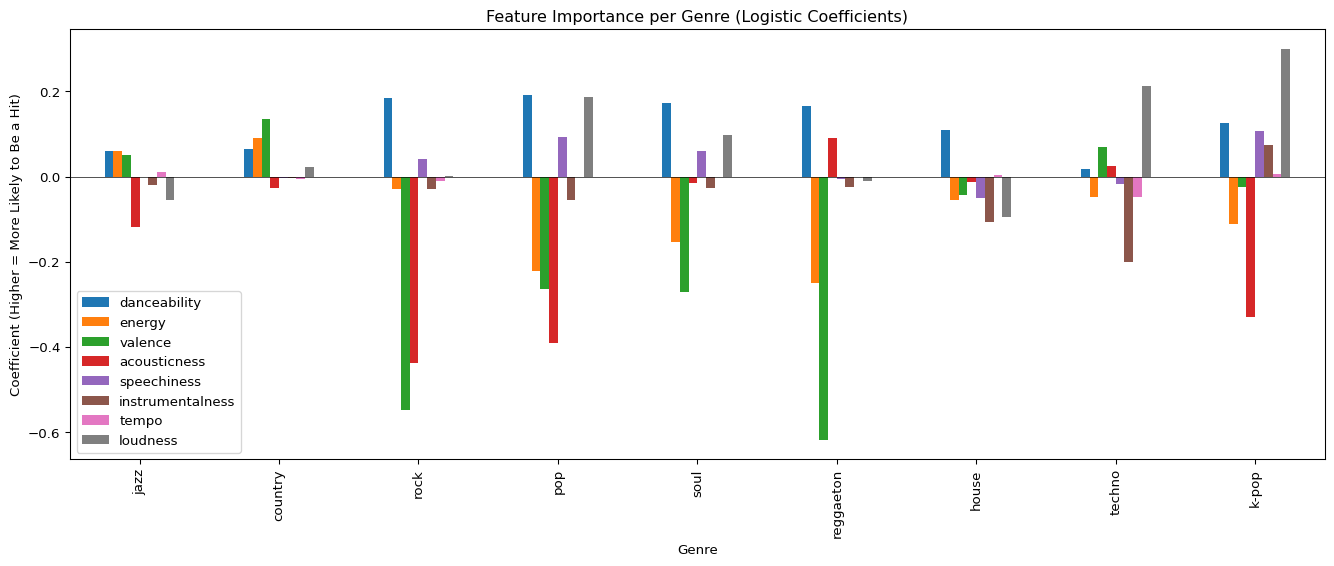 Feature Importance per Genre (Logistic Coefficients)
Coefficient (Higher = More Likely to Be a Hit)
0.2
0.0
−0.2
−0.4
−0.6
danceability
energy
valence
acousticness
speechiness
instrumentalness
tempo
loudness
jazz
country
rock
pop
soul
reggaeton
house
techno
k-pop
Genre